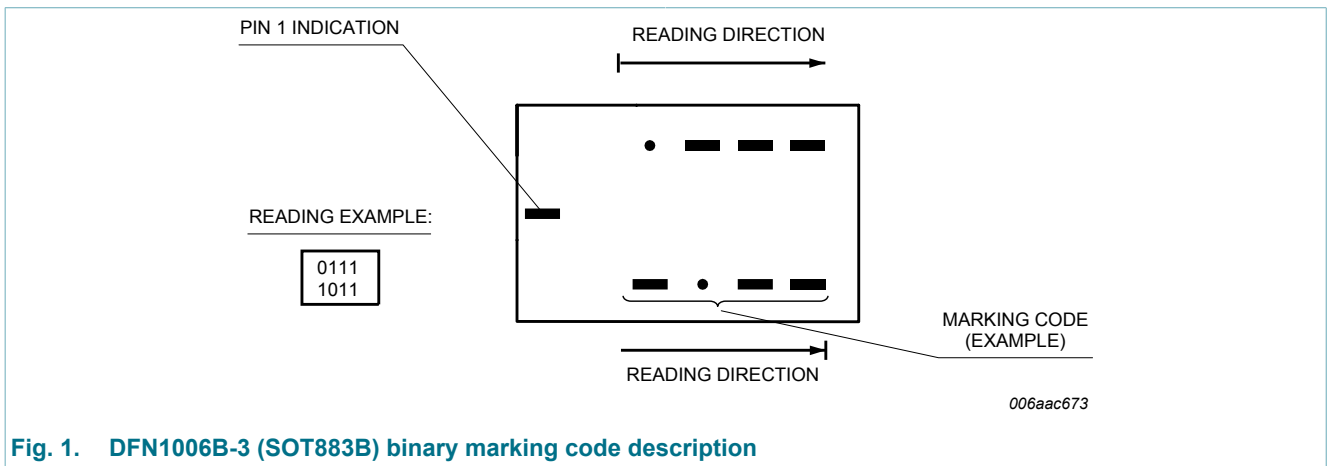 PIN 1 INDICATION
READING DIRECTION
READING EXAMPLE:
0111
1011
MARKING CODE
(EXAMPLE)
READING DIRECTION
006aac673
Fig. 1. DFN1006B-3 (SOT883B) binary marking code description